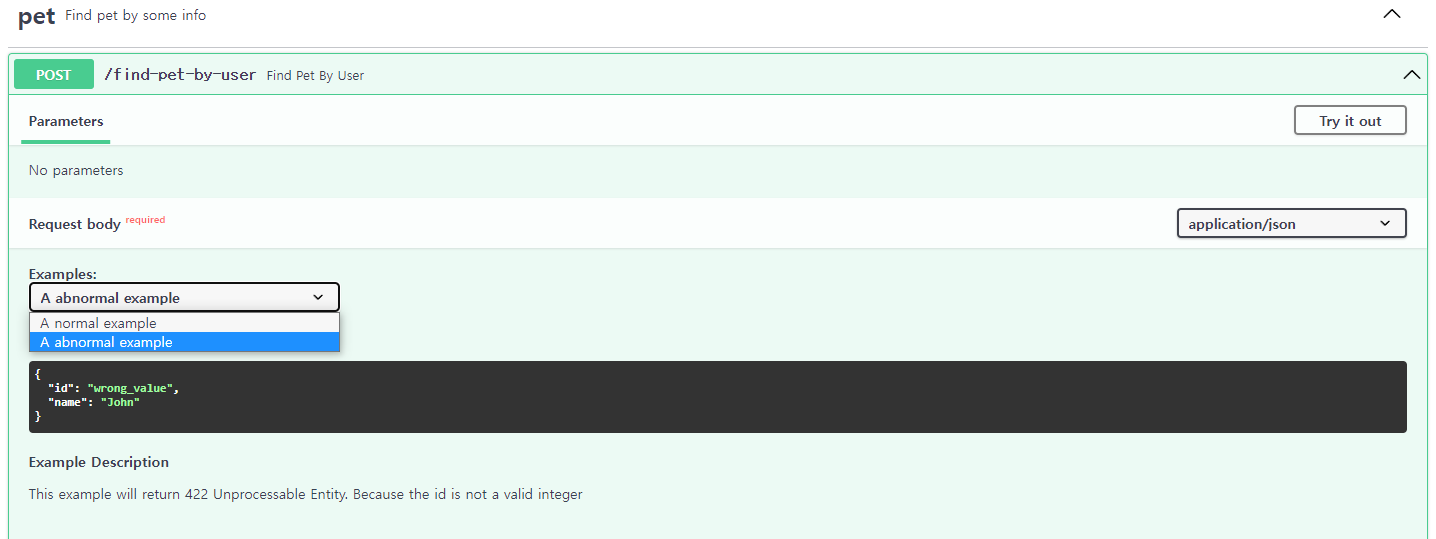 pet Find pet by some info
POST /find-pet-by-user Find Pet By User
Parameters Try it out
No parameters
Request body required application/json
Examples:
A abnormal example
A normal example
A abnormal example
{
"id": "wrong_value",
"name": "John"
}
Example Description
This example will return 422 Unprocessable Entity. Because the id is not a valid integer